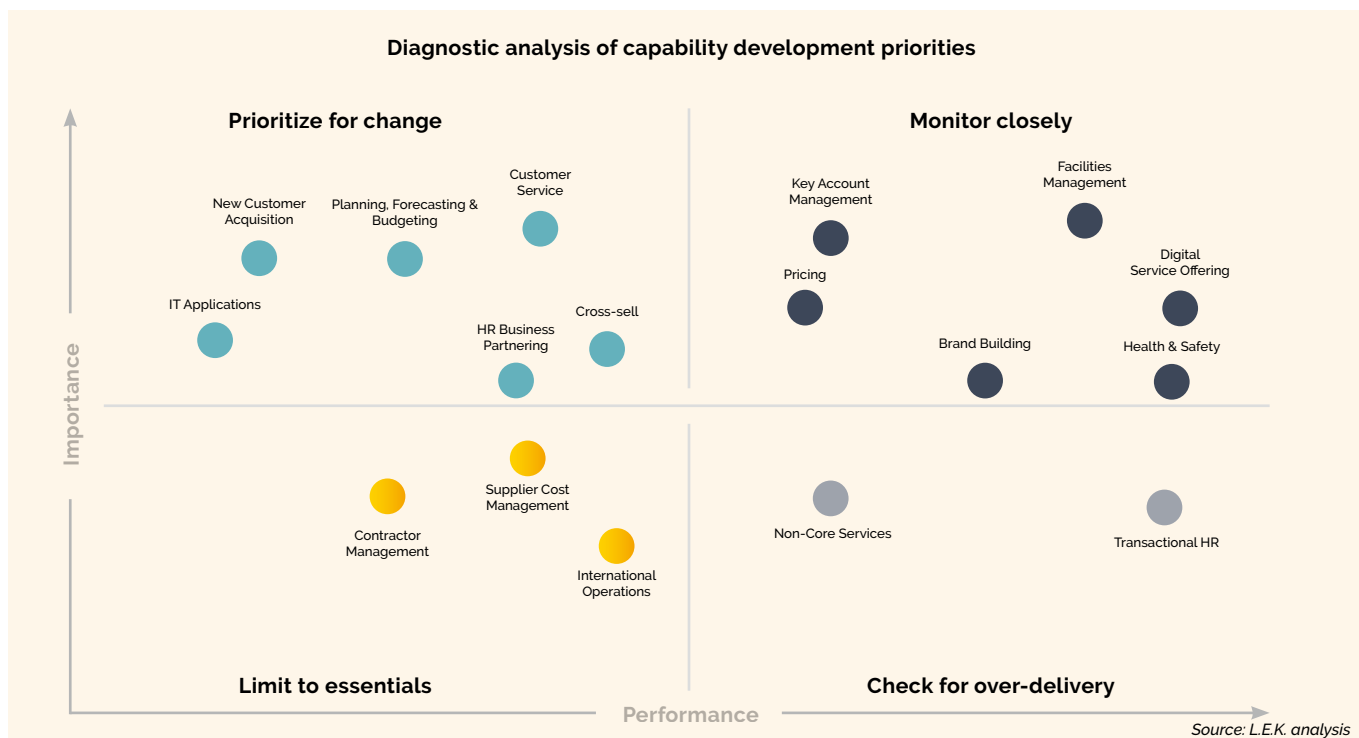 Diagnostic analysis of capability development priorities
Prioritize for change
Monitor closely
Customer
Service
New Customer
Acquisition
Planning, Forecasting &
Budgeting
IT Applications
HR Business
Partnering
Cross-sell
Key Account
Management
Facilities
Management
Pricing
Digital
Service Offering
Brand Building
Health & Safety
Importance
Supplier Cost
Management
Contractor
Management
International
Operations
Non-Core Services
Transactional HR
Limit to essentials
Check for over-delivery
Performance
Source: L.E.K. analysis